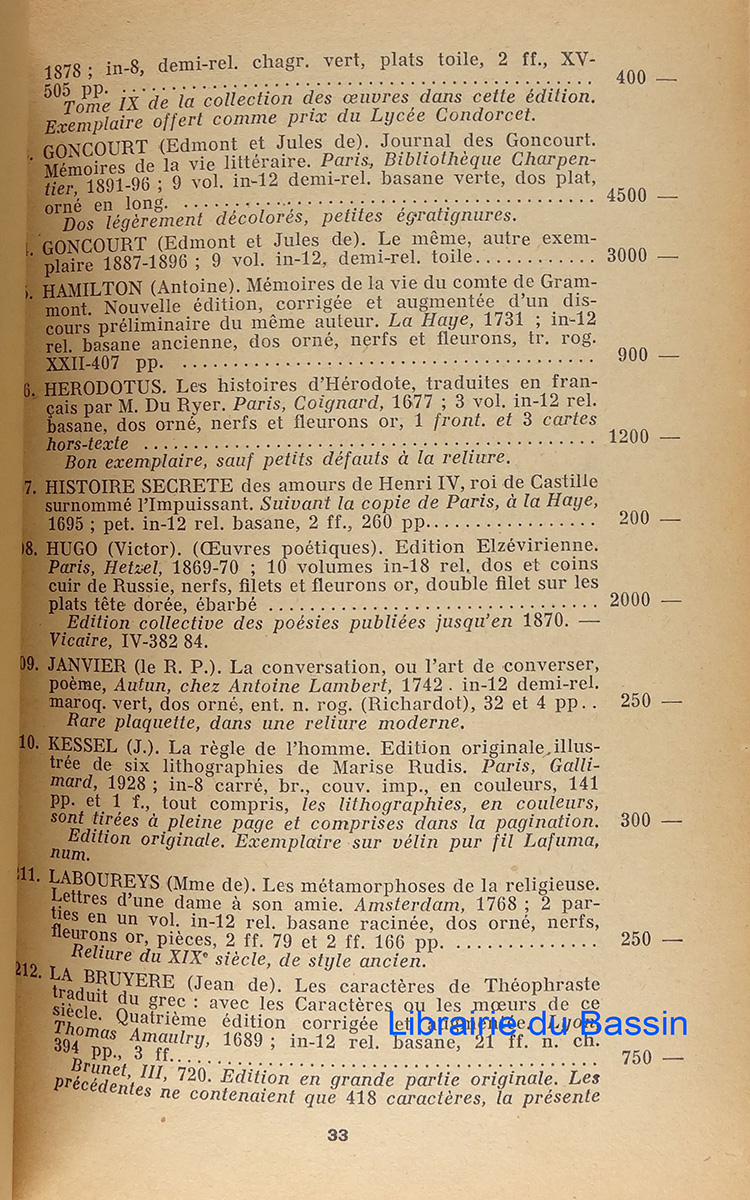 1878 ; in-8, demi-rel. chagr. vert, plats toile, 2 ff., XV-
505 pp. .................................................. 400 —
Tome IX de la collection des œuvres dans cette édition.
Exemplaire offert comme prix du Lycée Condorcet.
GONCOURT (Edmont et Jules de). Journal des Goncourt.
Mémoires de la vie littéraire. Paris, Bibliothèque Charpen-
tier, 1891-96 ; 9 vol. in-12 demi-rel. basane verte, dos plat,
orné en long. .................................................. 4500 —
Dos légèrement décolorés, petites égratignures.
GONCOURT (Edmont et Jules de). Le même, autre exem-
plaire 1887-1896 ; 9 vol. in-12, demi-rel. toile............ 3000 —
HAMILTON (Antoine). Mémoires de la vie du comte de Gram-
mont. Nouvelle édition, corrigée et augmentée d'un dis-
cours préliminaire du même auteur. La Haye, 1731 ; in-12
rel. basane ancienne, dos orné, nerfs et fleurons, tr. rog.
XXII-407 pp. .......................................... 900 —
6. HERODOTUS. Les histoires d'Hérodote, traduites en fran-
çais par M. Du Ryer. Paris, Coignard, 1677 ; 3 vol. in-12 rel.
basane, dos orné, nerfs et fleurons or, 1 front. et 3 cartes
hors-texte .............................................. 1200 —
Bon exemplaire, sauf petits défauts à la reliure.
7. HISTOIRE SECRETE des amours de Henri IV, roi de Castille
surnommé l'Impuissant. Suivant la copie de Paris, à la Haye,
1695 ; pet. in-12 rel. basane, 2 ff., 260 pp................. 200 —
08. HUGO (Victor). (Œuvres poétiques). Edition Elzévirienne.
Paris, Hetzel, 1869-70 ; 10 volumes in-18 rel. dos et coins
cuir de Russie, nerfs, filets et fleurons or, double filet sur les
plats tête dorée, ébarbé .................................. 2000 —
Edition collective des poésies publiées jusqu'en 1870. —
Vicaire, IV-382 84.
09. JANVIER (le R. P.). La conversation, ou l'art de converser,
poème, Autun, chez Antoine Lambert, 1742 . in-12 demi-rel.
maroq. vert, dos orné, ent. n. rog. (Richardot), 32 et 4 pp.. 250 —
Rare plaquette, dans une reliure moderne.
10. KESSEL (J.). La règle de l'homme. Edition originale illus-
trée de six lithographies de Marise Rudis. Paris, Galli-
mard, 1928 ; in-8 carré, br., couv. imp., en couleurs, 141
pp. et 1 f., tout compris, les lithographies, en couleurs,
sont tirées à pleine page et comprises dans la pagination. 300 —
Edition originale. Exemplaire sur vélin pur fil Lafuma,
num.
211. LABOUREYS (Mme de). Les métamorphoses de la religieuse.
Lettres d'une dame à son amie. Amsterdam, 1768 ; 2 par-
ties en un vol. in-12 rel. basane racinée, dos orné, nerfs,
fleurons or, pièces, 2 ff. 79 et 2 ff. 166 pp. .............. 250 —
Reliure du XIXe siècle, de style ancien.
212. LA BRUYERE (Jean de). Les caractères de Théophraste
traduit du grec : avec les Caractères ou les mœurs de ce
siècle. Quatrième édition corrigée et augmentée. Lyon,
Thomas Amaulry, 1689 ; in-12 rel. basane, 21 ff. n. ch.
394 pp., 3 ff............................................... 750 —
Brunet, III, 720. Edition en grande partie originale. Les
précédentes ne contenaient que 418 caractères, la présente
33
Librairie du Bassin